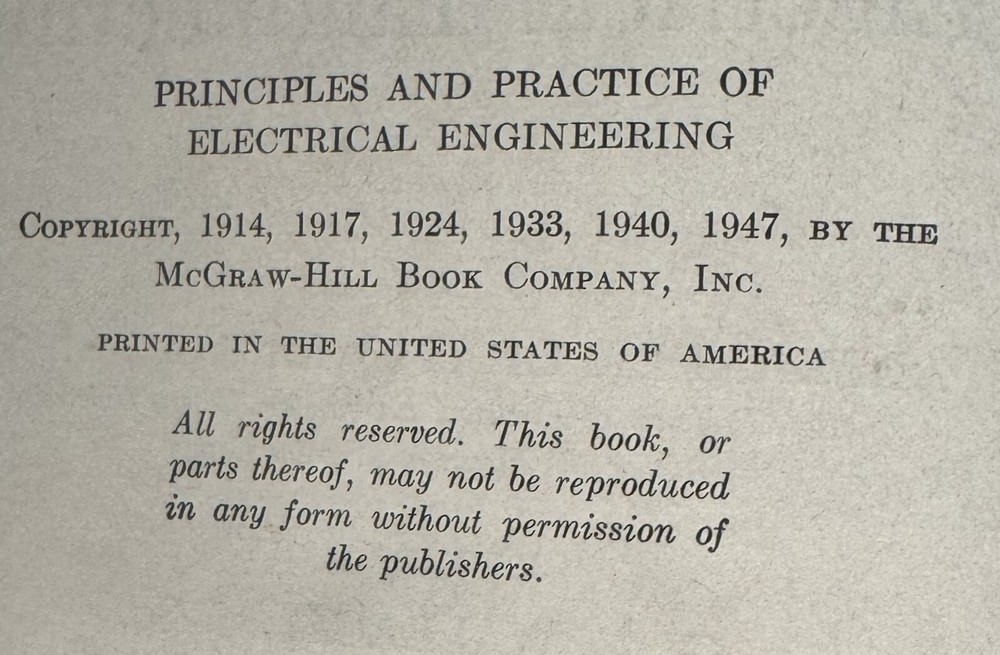 PRINCIPLES AND PRACTICE OF
ELECTRICAL ENGINEERING
COPYRIGHT, 1914, 1917, 1924, 1933, 1940, 1947, BY THE
MCGRAW-HILL BOOK COMPANY, INC.
PRINTED IN THE UNITED STATES OF AMERICA
All rights reserved. This book, or
parts thereof, may not be reproduced
in any form without permission of
the publishers.